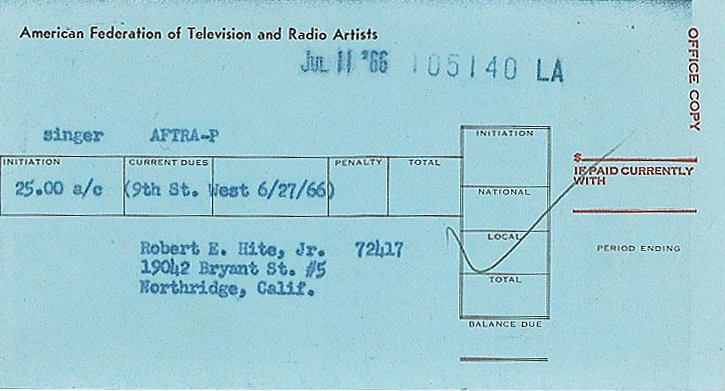 American Federation of Television and Radio Artists
JUL 11 '66 105140 LA
OFFICE COPY
singer AFTRA-P
INITIATION CURRENT DUES PENALTY TOTAL
25.00 a/c (9th St. West 6/27/66)
INITIATION
NATIONAL
LOCAL
TOTAL
BALANCE DUE
$
IF PAID CURRENTLY
WITH
PERIOD ENDING
Robert E. Hite, Jr. 72417
19042 Bryant St. #5
Northridge, Calif.